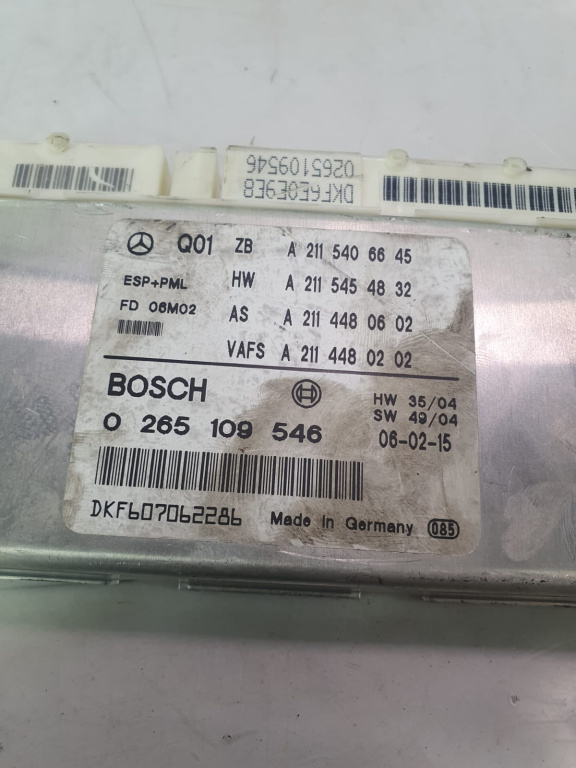 0265109546
DKF6E0E9E8
Q01 ZB A 211 540 66 45
ESP+PML HW A 211 545 48 32
FD 06M02 AS A 211 448 06 02
VAFS A 211 448 02 02
BOSCH HW 35/04
SW 49/04
0 265 109 546 06-02-15
DKF607062286 Made in Germany 085